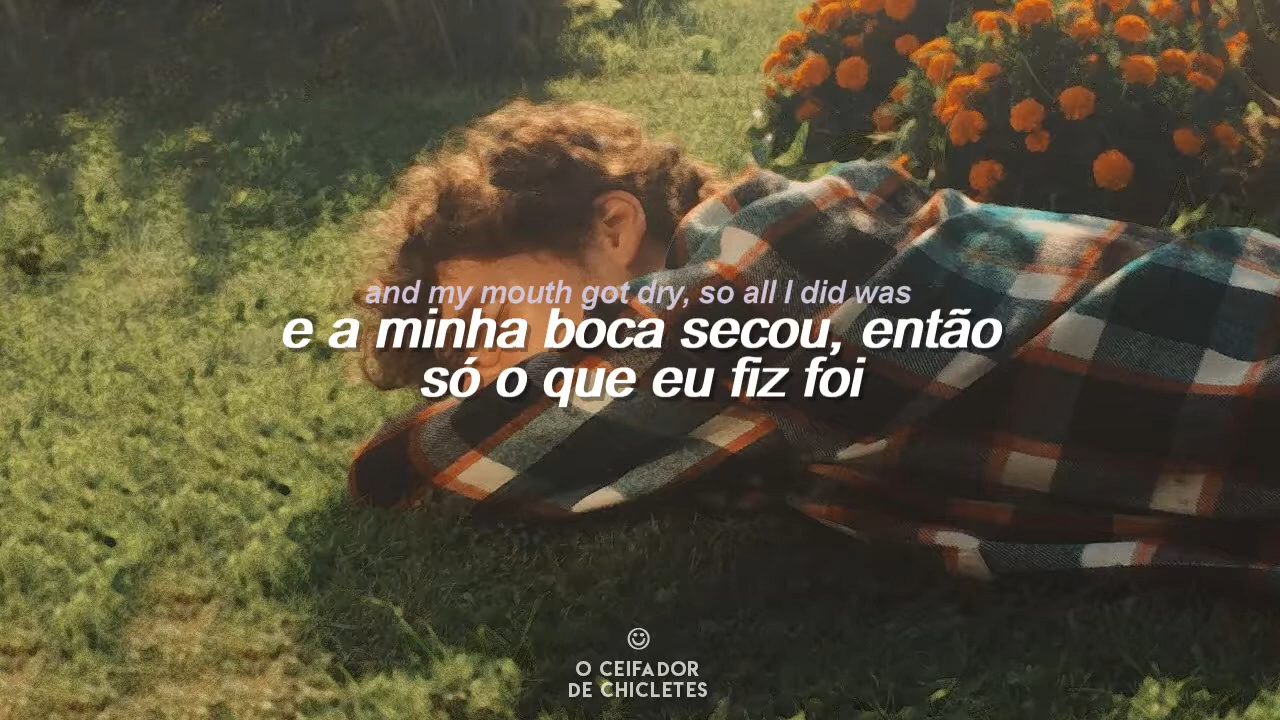 and my mouth got dry, so all I did was
e a minha boca secou, então
só o que eu fiz foi
O CEIFADOR
DE CHICLETES